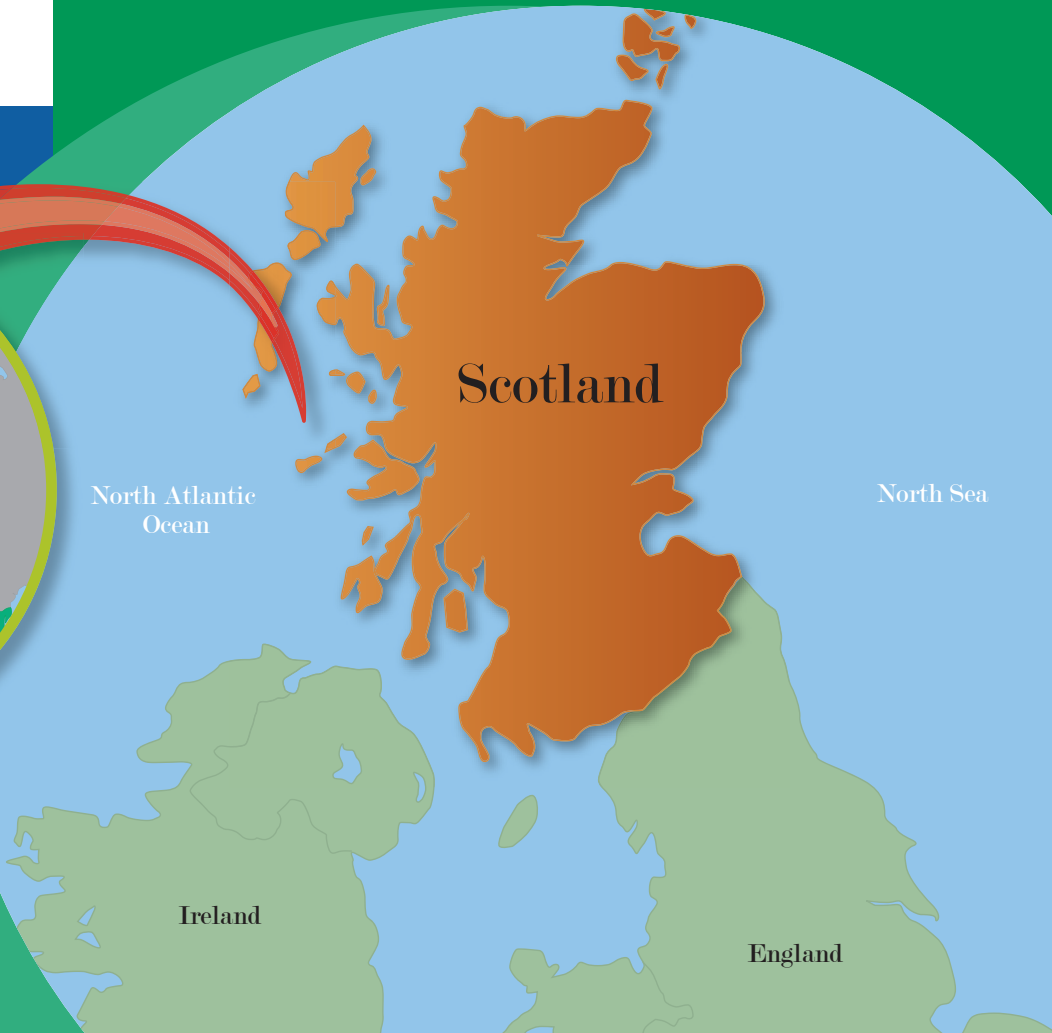 Scotland
North Atlantic
Ocean
North Sea
Ireland
England